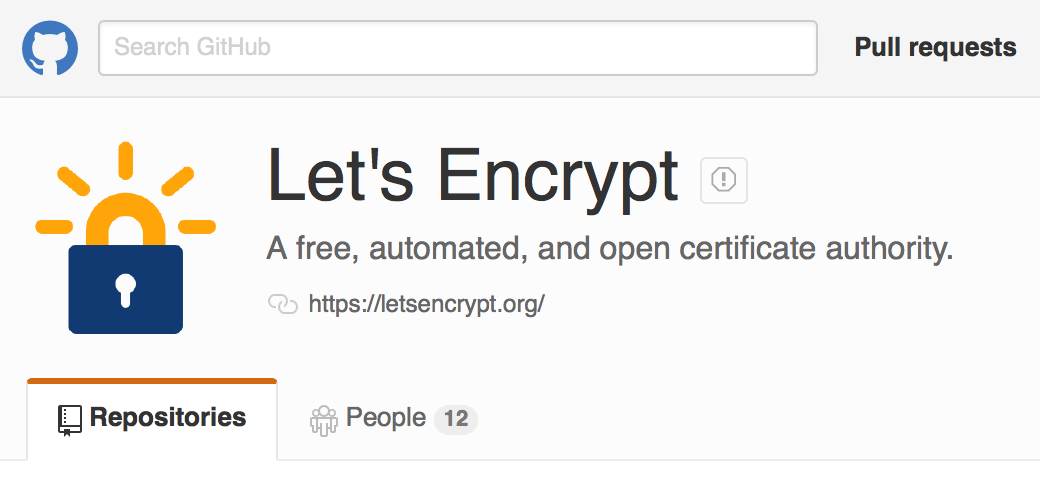 Search GitHub
Pull requests
Let's Encrypt
A free, automated, and open certificate authority.
https://letsencrypt.org/
Repositories
People 12